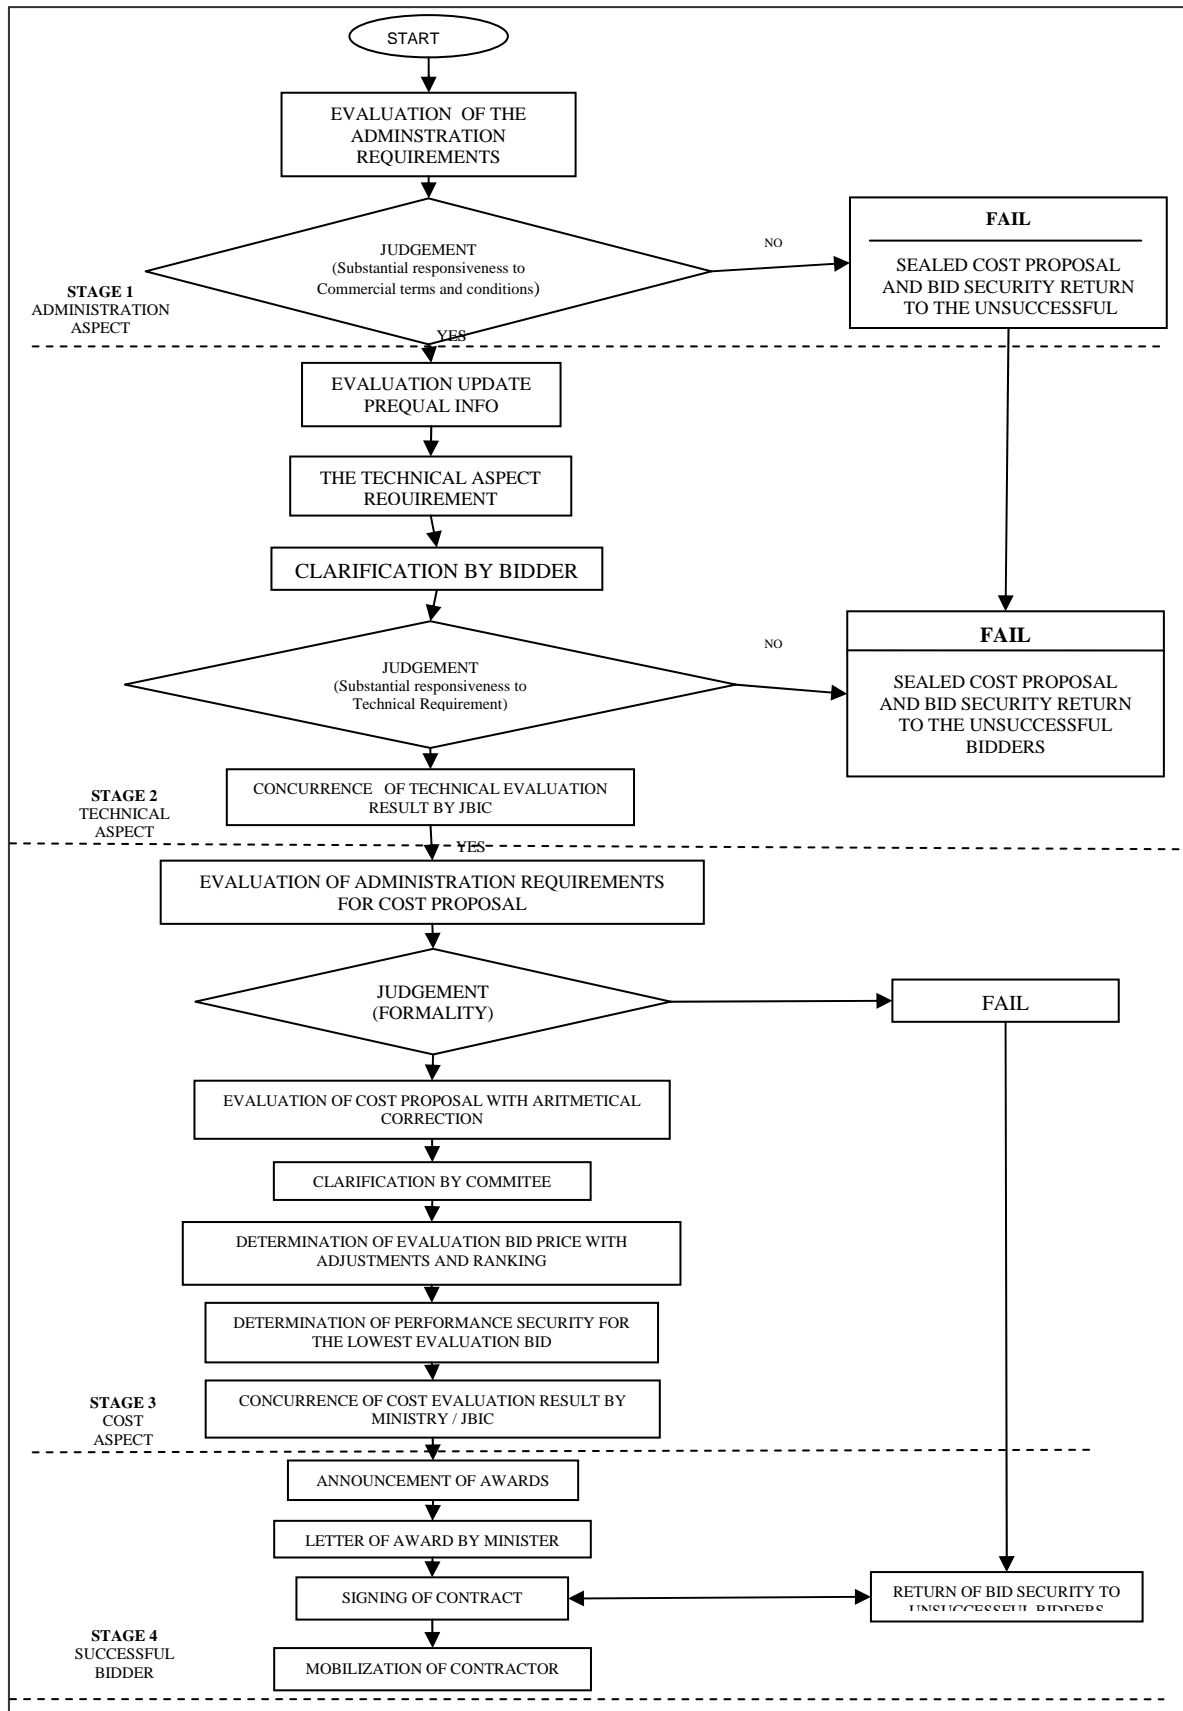 START
EVALUATION OF THE
ADMINSTRATION
REQUIREMENTS
JUDGEMENT
(Substantial responsiveness to
Commercial terms and conditions)
NO
FAIL
SEALED COST PROPOSAL
AND BID SECURITY RETURN
TO THE UNSUCCESSFUL
STAGE 1
ADMINISTRATION
ASPECT
YES
EVALUATION UPDATE
PREQUAL INFO
THE TECHNICAL ASPECT
REQUIREMENT
CLARIFICATION BY BIDDER
JUDGEMENT
(Substantial responsiveness to
Technical Requirement)
NO
FAIL
SEALED COST PROPOSAL
AND BID SECURITY RETURN
TO THE UNSUCCESSFUL
BIDDERS
CONCURRENCE OF TECHNICAL EVALUATION
RESULT BY JBIC
STAGE 2
TECHNICAL
ASPECT
YES
EVALUATION OF ADMINISTRATION REQUIREMENTS
FOR COST PROPOSAL
JUDGEMENT
(FORMALITY)
FAIL
EVALUATION OF COST PROPOSAL WITH ARITMETICAL
CORRECTION
CLARIFICATION BY COMMITEE
DETERMINATION OF EVALUATION BID PRICE WITH
ADJUSTMENTS AND RANKING
DETERMINATION OF PERFORMANCE SECURITY FOR
THE LOWEST EVALUATION BID
CONCURRENCE OF COST EVALUATION RESULT BY
MINISTRY / JBIC
STAGE 3
COST
ASPECT
ANNOUNCEMENT OF AWARDS
LETTER OF AWARD BY MINISTER
SIGNING OF CONTRACT
RETURN OF BID SECURITY TO
UNSUCCESSFUL BIDDERS
STAGE 4
SUCCESSFUL
BIDDER
MOBILIZATION OF CONTRACTOR